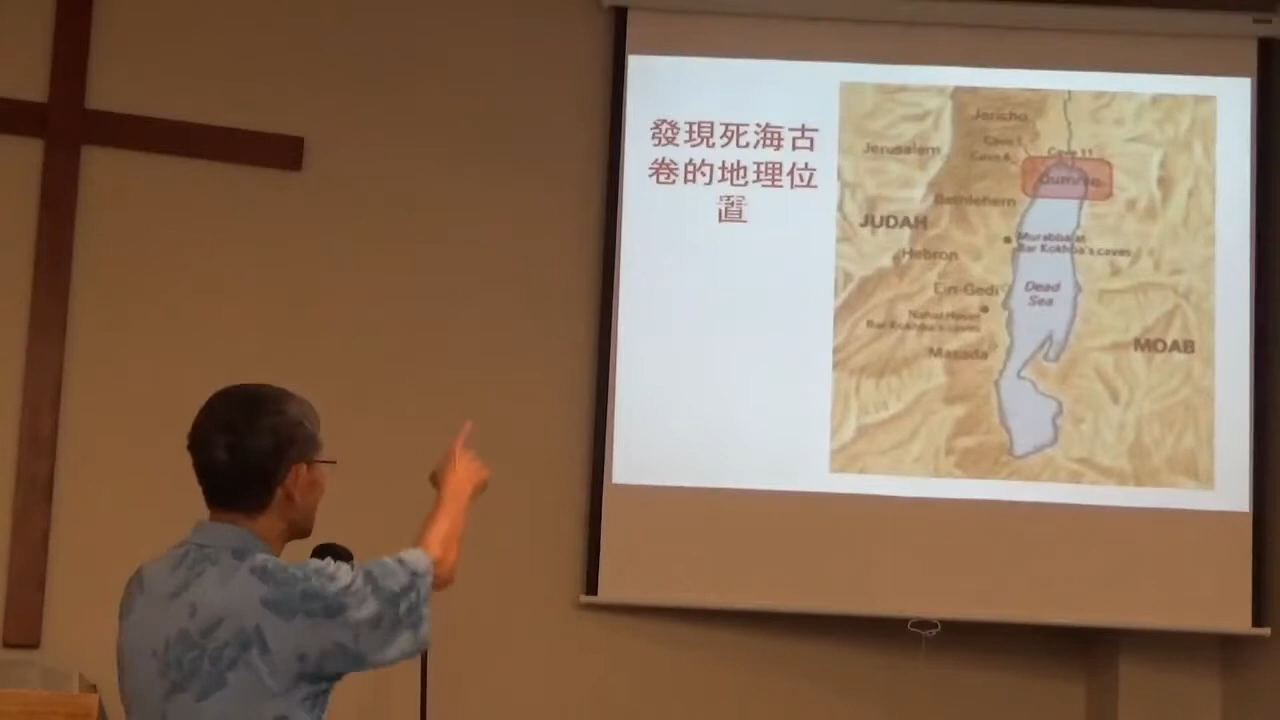 發現死海古
卷的地理位
置
Jericho
Cave 1
Cave 11
Jerusalem
Cave 4
Qumran
Bethlehem
JUDAH
Murabba'at
Bar Kokhba's caves
Hebron
Ein-Gedi
Dead
Sea
Nahal Hever
Bar Kokhba's caves
MOAB
Masada